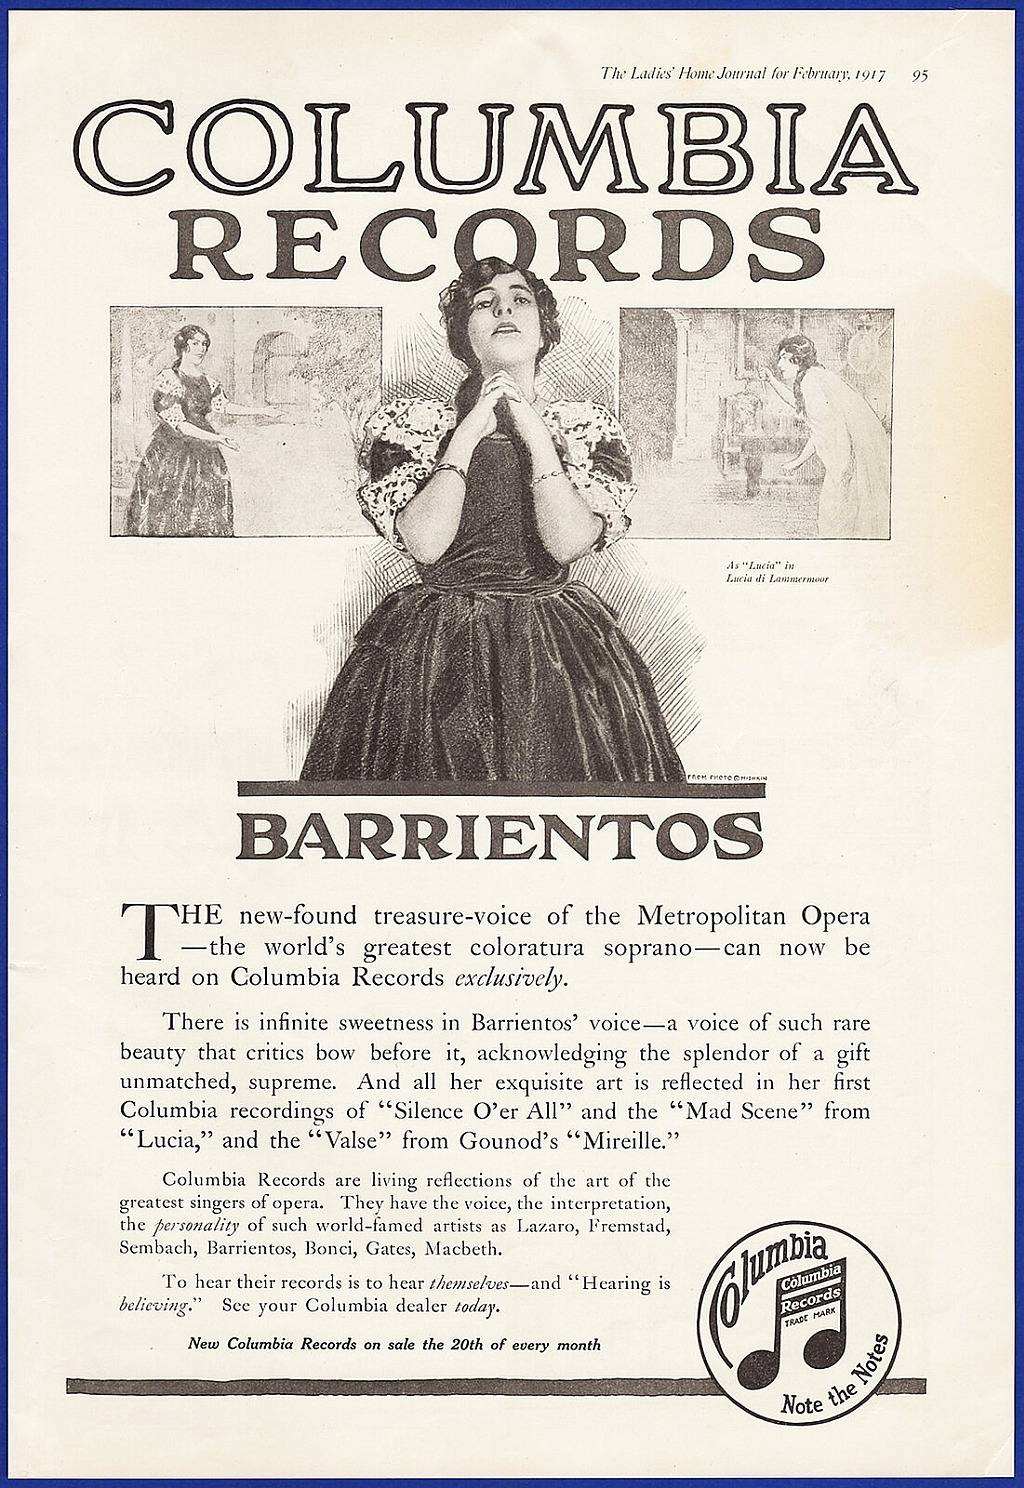 The Ladies' Home Journal for February, 1917 95
COLUMBIA
RECORDS
As "Lucia" in
Lucia di Lammermoor
FROM PHOTO © MISHKIN
BARRIENTOS
THE new-found treasure-voice of the Metropolitan Opera
—the world's greatest coloratura soprano—can now be
heard on Columbia Records exclusively.
There is infinite sweetness in Barrientos' voice—a voice of such rare
beauty that critics bow before it, acknowledging the splendor of a gift
unmatched, supreme. And all her exquisite art is reflected in her first
Columbia recordings of "Silence O'er All" and the "Mad Scene" from
"Lucia," and the "Valse" from Gounod's "Mireille."
Columbia Records are living reflections of the art of the
greatest singers of opera. They have the voice, the interpretation,
the personality of such world-famed artists as Lazaro, Fremstad,
Sembach, Barrientos, Bonci, Gates, Macbeth.
To hear their records is to hear themselves—and "Hearing is
believing." See your Columbia dealer today.
New Columbia Records on sale the 20th of every month
Columbia
Columbia
Records
TRADE MARK
Note the Notes